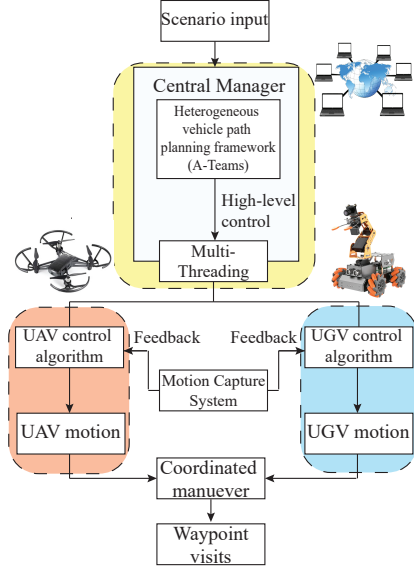 Scenario input
Central Manager
Heterogeneous
vehicle path
planning framework
(A-Teams)
High-level
control
Multi-
Threading
UAV control
algorithm
Feedback
Feedback
UGV control
algorithm
Motion Capture
System
UAV motion
UGV motion
Coordinated
manuever
Waypoint
visits